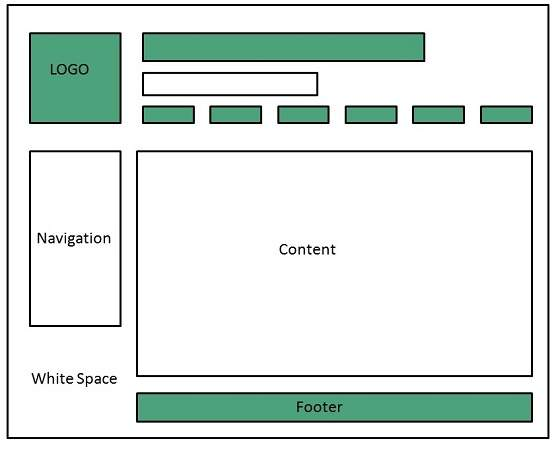 LOGO
Navigation
Content
White Space
Footer